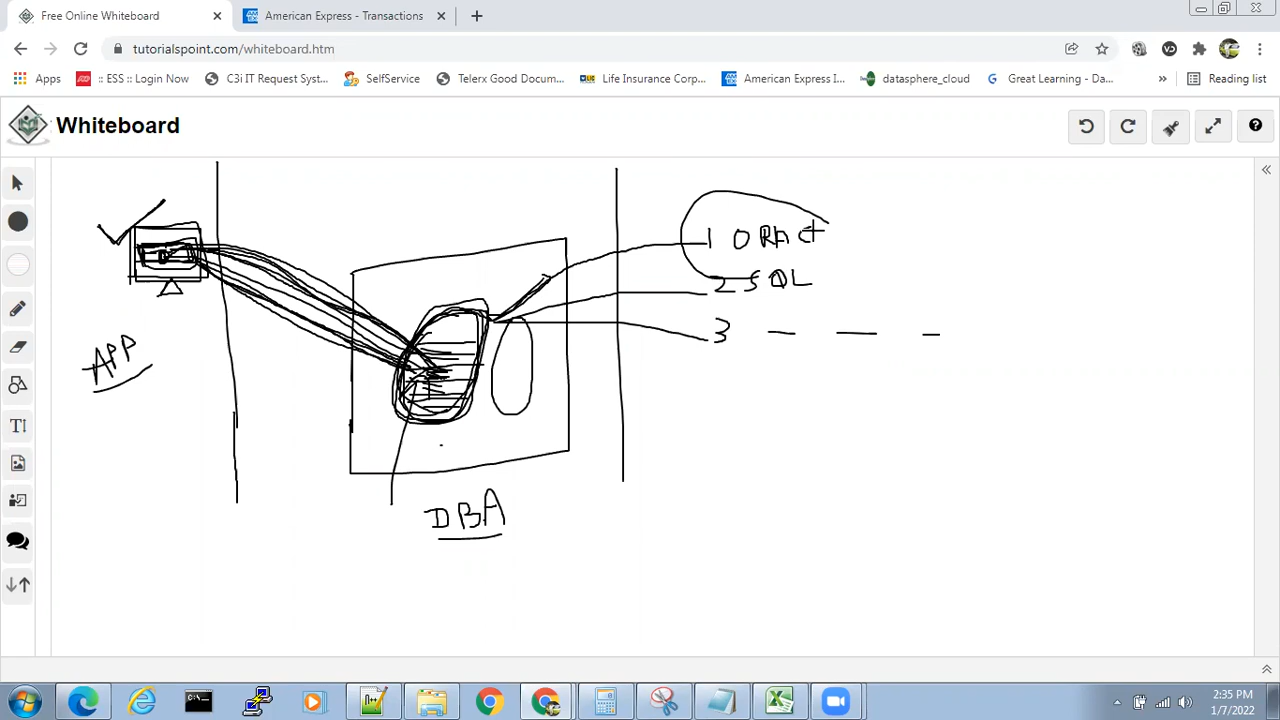 Free Online Whiteboard
American Express - Transactions
tutorialspoint.com/whiteboard.htm
Apps
:: ESS :: Login Now
C3i IT Request Syst...
SelfService
Telerx Good Docum...
Life Insurance Corp...
American Express I...
datasphere_cloud
Great Learning - Da...
Reading list
Whiteboard
1
2 SQL
3
APP
DBA
2:35 PM
1/7/2022